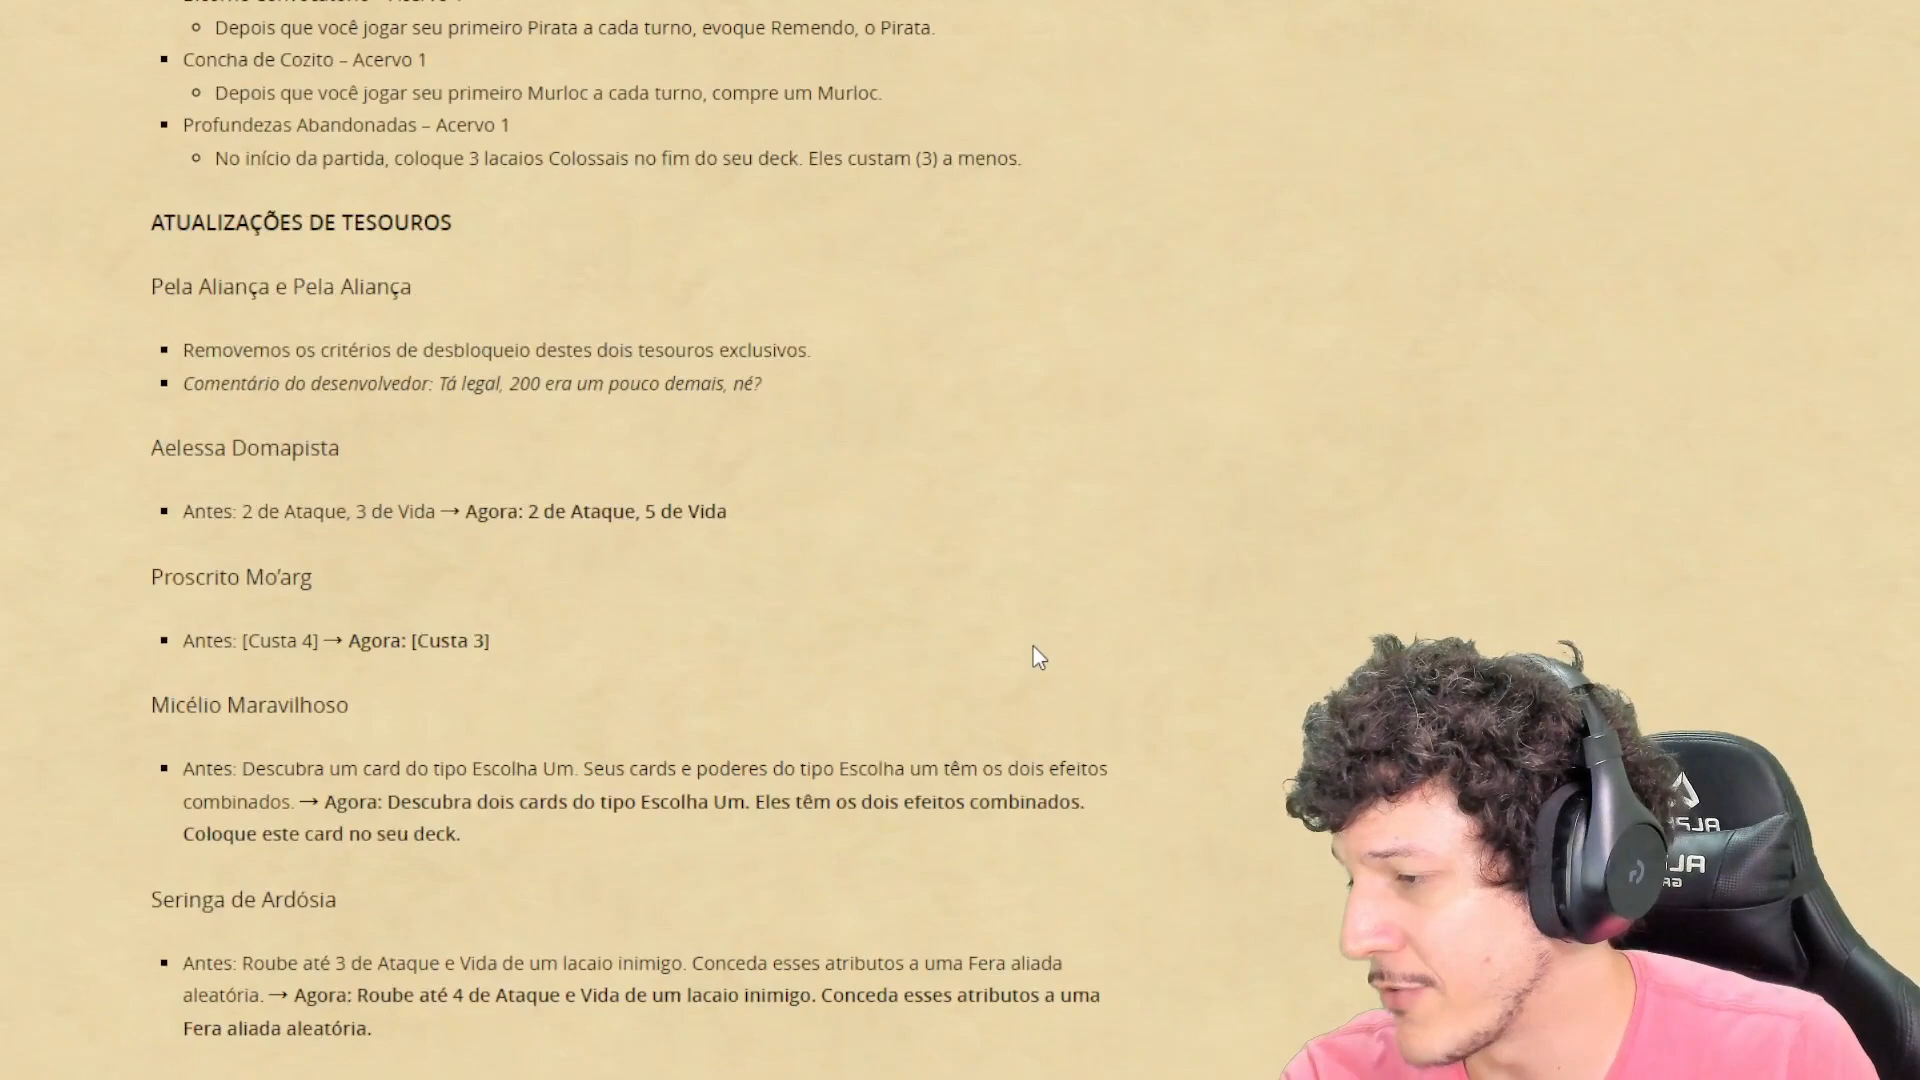 Depois que você jogar seu primeiro Pirata a cada turno, evoque Remendo, o Pirata.
Concha de Cozito – Acervo 1
Depois que você jogar seu primeiro Murloc a cada turno, compre um Murloc.
Profundezas Abandonadas – Acervo 1
No início da partida, coloque 3 lacaios Colossais no fim do seu deck. Eles custam (3) a menos.
ATUALIZAÇÕES DE TESOUROS
Pela Aliança e Pela Aliança
Removemos os critérios de desbloqueio destes dois tesouros exclusivos.
Comentário do desenvolvedor: Tá legal, 200 era um pouco demais, né?
Aelessa Domapista
Antes: 2 de Ataque, 3 de Vida → Agora: 2 de Ataque, 5 de Vida
Proscrito Mo’arg
Antes: [Custa 4] → Agora: [Custa 3]
Micélio Maravilhoso
Antes: Descubra um card do tipo Escolha Um. Seus cards e poderes do tipo Escolha um têm os dois efeitos
combinados. → Agora: Descubra dois cards do tipo Escolha Um. Eles têm os dois efeitos combinados.
Coloque este card no seu deck.
Seringa de Ardósia
Antes: Roube até 3 de Ataque e Vida de um lacaio inimigo. Conceda esses atributos a uma Fera aliada
aleatória. → Agora: Roube até 4 de Ataque e Vida de um lacaio inimigo. Conceda esses atributos a uma
Fera aliada aleatória.